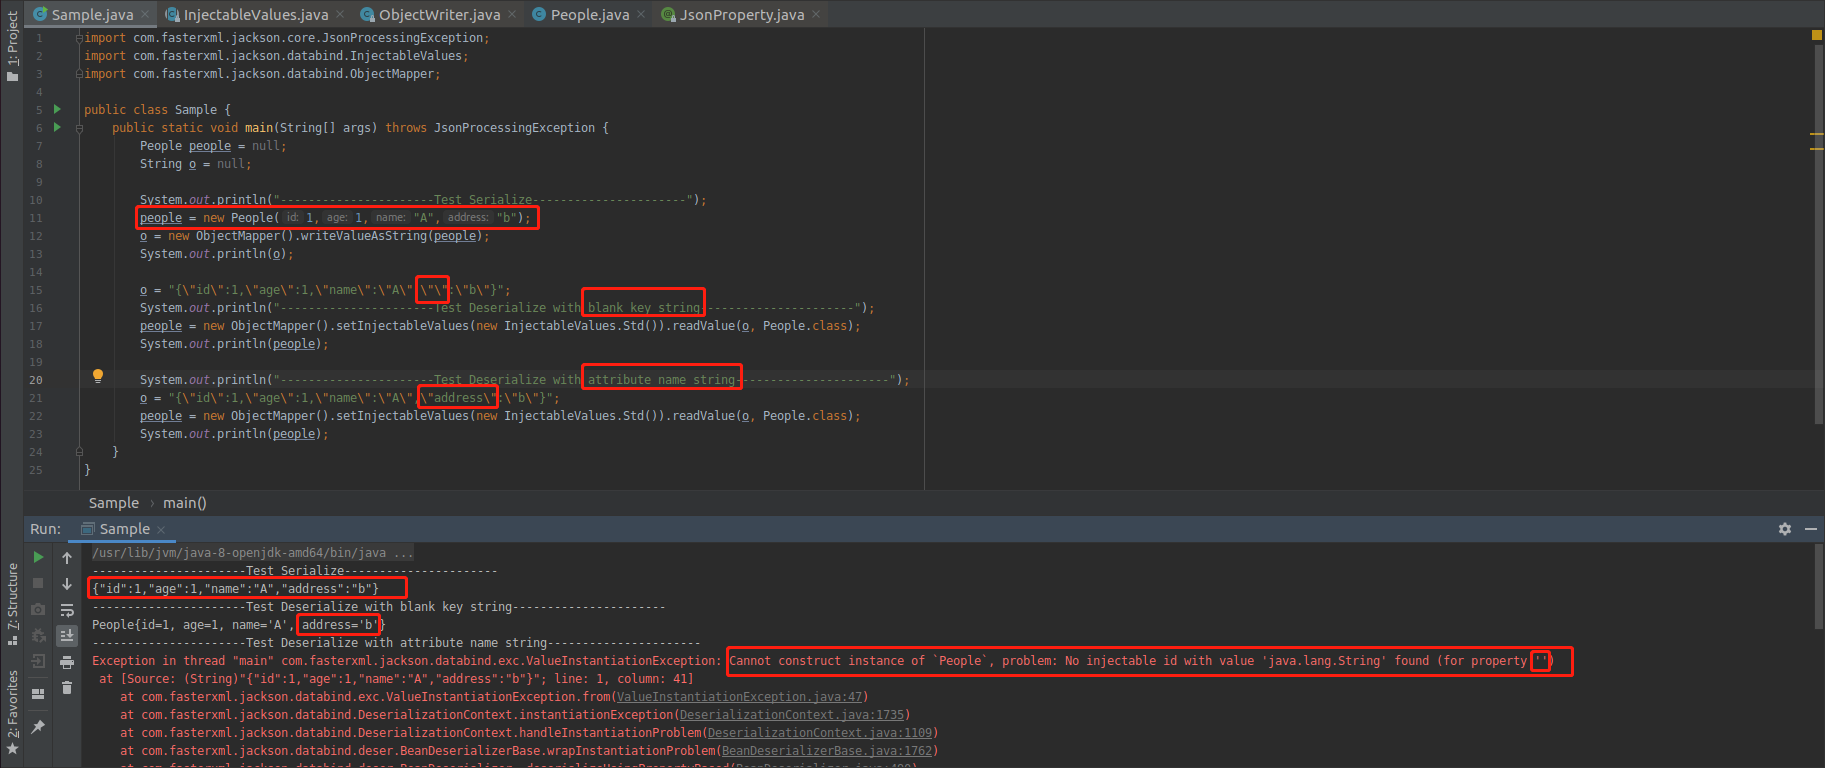 Sample.java
InjectableValues.java
ObjectWriter.java
People.java
JsonProperty.java
1: Project
1 import com.fasterxml.jackson.core.JsonProcessingException;
2 import com.fasterxml.jackson.databind.InjectableValues;
3 import com.fasterxml.jackson.databind.ObjectMapper;
4
5 public class Sample {
6 public static void main(String[] args) throws JsonProcessingException {
7 People people = null;
8 String o = null;
9
10 System.out.println("----------------------Test Serialize----------------------");
11 people = new People( id: 1, age: 1, name: "A", address: "b");
12 o = new ObjectMapper().writeValueAsString(people);
13 System.out.println(o);
14
15 o = "{\"id\":1,\"age\":1,\"name\":\"A\",\"\":\"b\"}";
16 System.out.println("----------------------Test Deserialize with blank key string----------------------");
17 people = new ObjectMapper().setInjectableValues(new InjectableValues.Std()).readValue(o, People.class);
18 System.out.println(people);
19
20 System.out.println("----------------------Test Deserialize with attribute name string----------------------");
21 o = "{\"id\":1,\"age\":1,\"name\":\"A\",\"address\":\"b\"}";
22 people = new ObjectMapper().setInjectableValues(new InjectableValues.Std()).readValue(o, People.class);
23 System.out.println(people);
24 }
25 }
Sample › main()
Run: Sample
7: Structure
2: Favorites
/usr/lib/jvm/java-8-openjdk-amd64/bin/java ...
----------------------Test Serialize----------------------
{"id":1,"age":1,"name":"A","address":"b"}
----------------------Test Deserialize with blank key string----------------------
People{id=1, age=1, name='A', address='b'}
----------------------Test Deserialize with attribute name string----------------------
Exception in thread "main" com.fasterxml.jackson.databind.exc.ValueInstantiationException: Cannot construct instance of `People`, problem: No injectable id with value 'java.lang.String' found (for property '')
at [Source: (String)"{"id":1,"age":1,"name":"A","address":"b"}"; line: 1, column: 41]
at com.fasterxml.jackson.databind.exc.ValueInstantiationException.from(ValueInstantiationException.java:47)
at com.fasterxml.jackson.databind.DeserializationContext.instantiationException(DeserializationContext.java:1735)
at com.fasterxml.jackson.databind.DeserializationContext.handleInstantiationProblem(DeserializationContext.java:1109)
at com.fasterxml.jackson.databind.deser.BeanDeserializerBase.wrapInstantiationProblem(BeanDeserializerBase.java:1762)